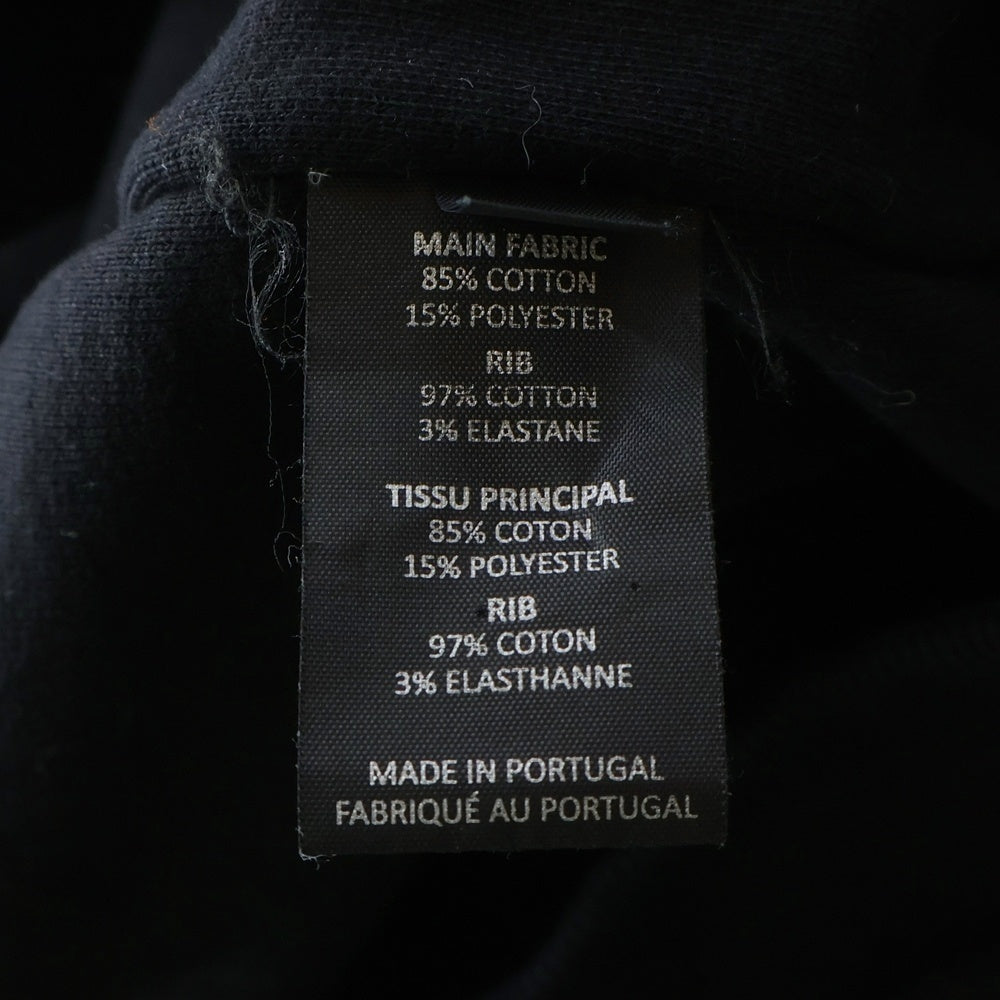 MAIN FABRIC
85% COTTON
15% POLYESTER
RIB
97% COTTON
3% ELASTANE
TISSU PRINCIPAL
85% COTON
15% POLYESTER
RIB
97% COTON
3% ELASTHANNE
MADE IN PORTUGAL
FABRIQUÉ AU PORTUGAL